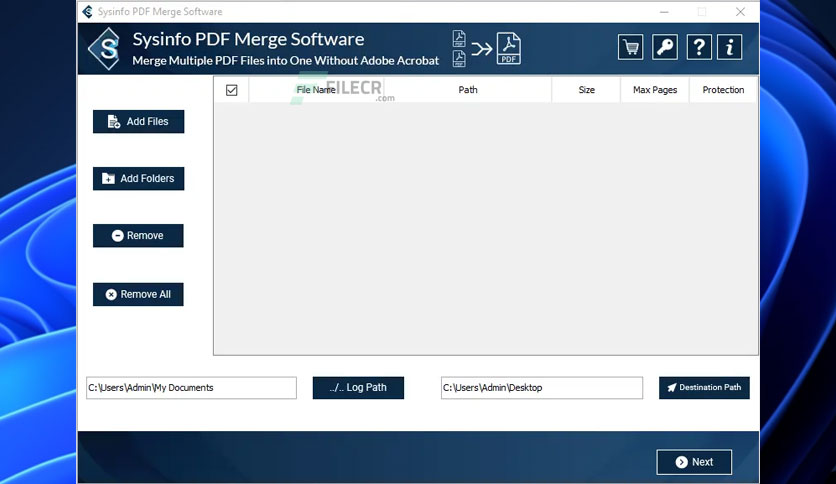 Sysinfo PDF Merge Software
S
Sysinfo PDF Merge Software
Merge Multiple PDF Files into One Without Adobe Acrobat
PDF
PDF
PDF
?
i
File Name
Path
Size
Max Pages
Protection
FILECR
.com
Add Files
Add Folders
Remove
Remove All
C:\Users\Admin\My Documents
../.. Log Path
C:\Users\Admin\Desktop
Destination Path
Next